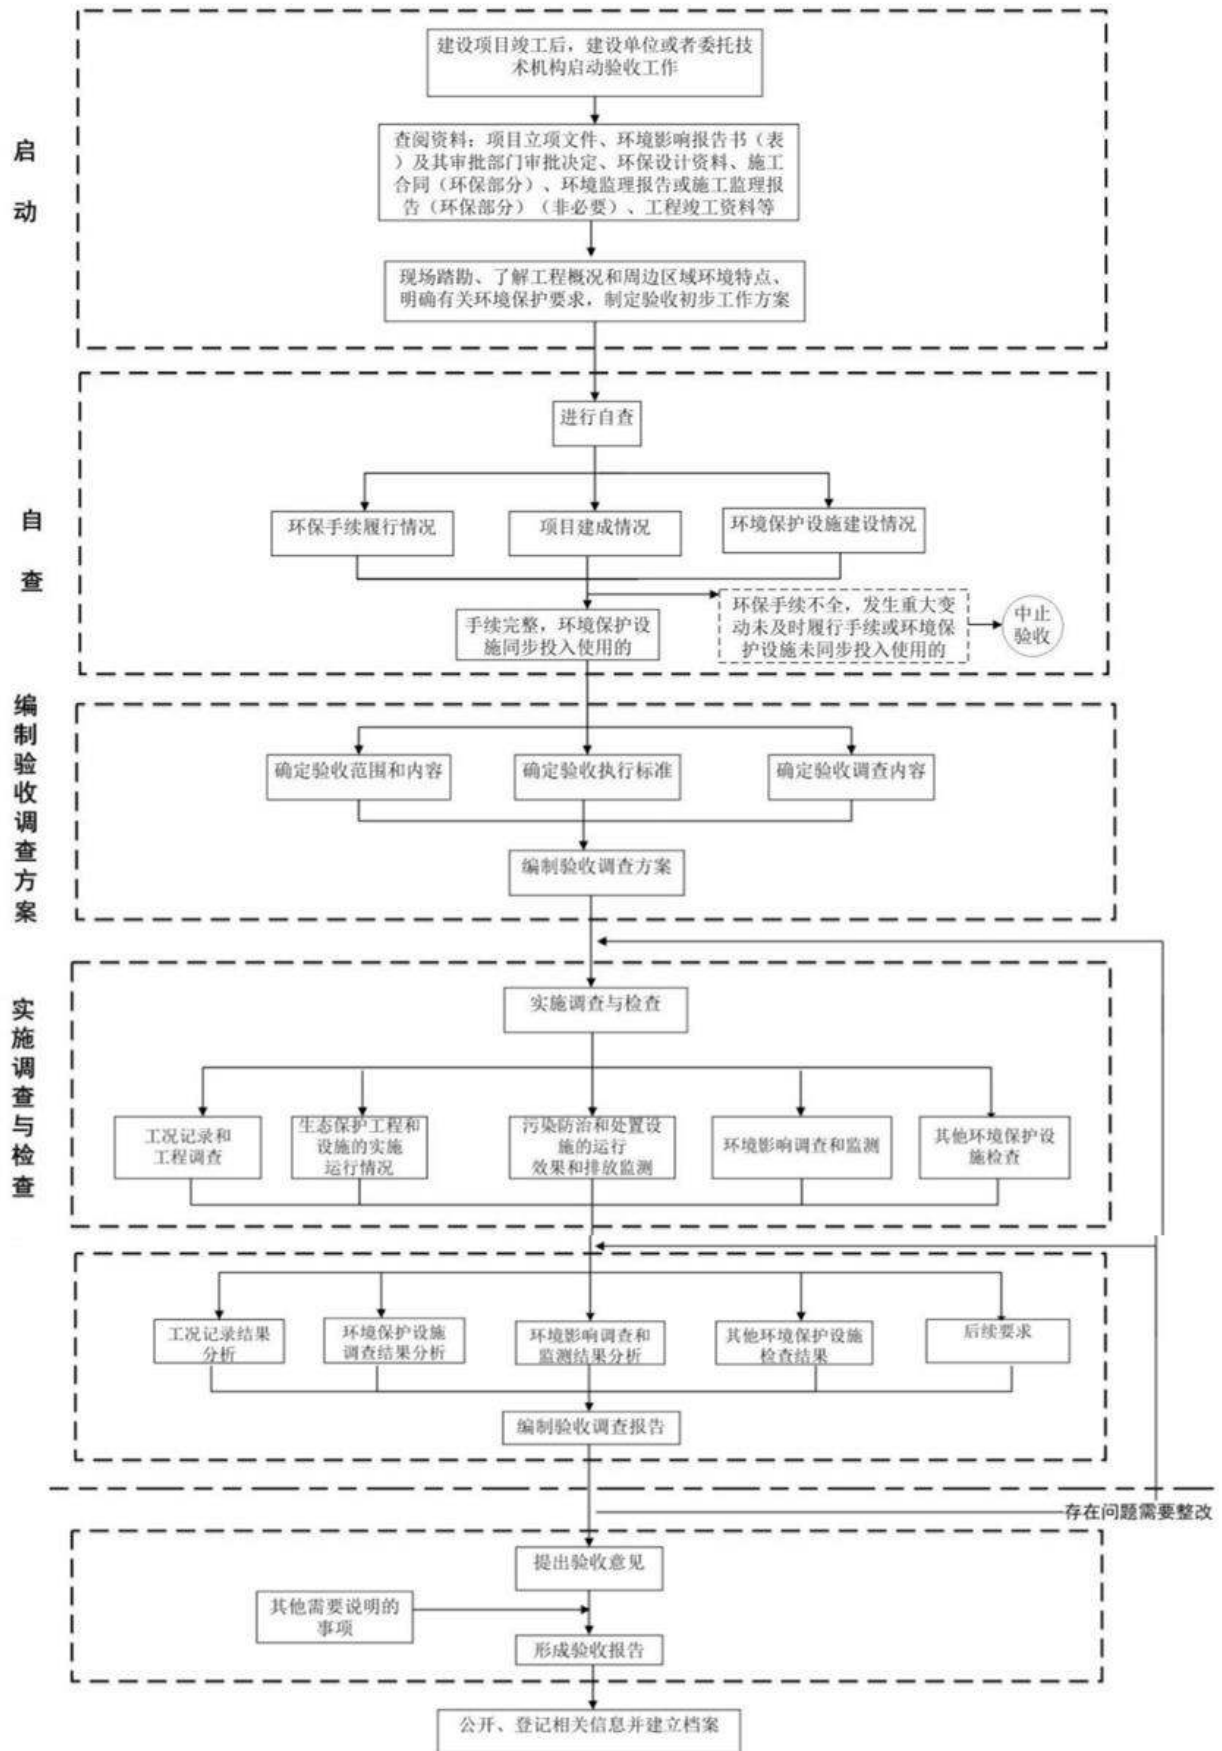 启
动
建设项目竣工后，建设单位或者委托技
术机构启动验收工作
查阅资料：项目立项文件、环境影响报告书（表
）及其审批部门审批决定、环保设计资料、施工
合同（环保部分）、环境监理报告或施工监理报
告（环保部分）（非必要）、工程竣工资料等
现场踏勘、了解工程概况和周边区域环境特点、
明确有关环境保护要求，制定验收初步工作方案
自
查
进行自查
环保手续履行情况
项目建成情况
环境保护设施建设情况
手续完整，环境保护设
施同步投入使用的
环保手续不全，发生重大变
动未及时履行手续或环境保
护设施未同步投入使用的
中止
验收
编
制
验
收
调
查
方
案
确定验收范围和内容
确定验收执行标准
确定验收调查内容
编制验收调查方案
实
施
调
查
与
检
查
实施调查与检查
工况记录和
工程调查
生态保护工程和
设施的实施
运行情况
污染防治和处置设
施的运行
效果和排放监测
环境影响调查和监测
其他环境保护设
施检查
工况记录结果
分析
环境保护设施
调查结果分析
环境影响调查和
监测结果分析
其他环境保护设施
检查结果
后续要求
编制验收调查报告
存在问题需要整改
提出验收意见
其他需要说明的
事项
形成验收报告
公开、登记相关信息并建立档案